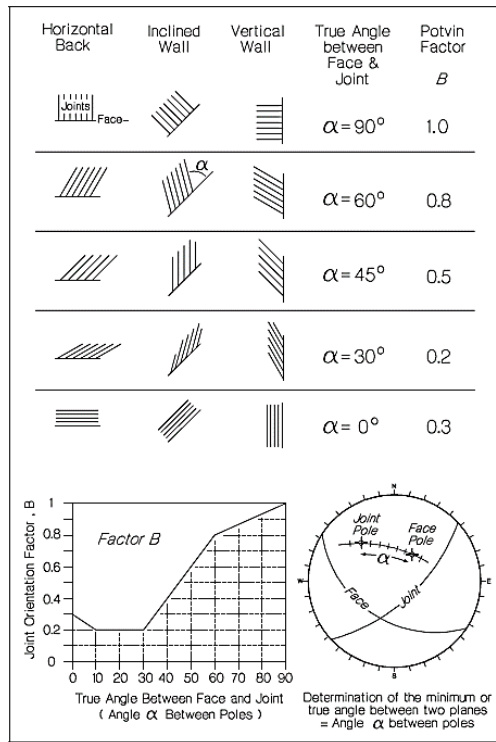 Horizontal Back
Inclined Wall
Vertical Wall
True Angle between Face & Joint
Potvin Factor B
Joints
Face
α = 90° 1.0
α
α = 60° 0.8
α = 45° 0.5
α = 30° 0.2
α = 0° 0.3
Joint Orientation Factor, B
1
0.8
0.6
0.4
0.2
0
Factor B
0 10 20 30 40 50 60 70 80 90
True Angle Between Face and Joint
( Angle α Between Poles )
N
Joint Pole
Face Pole
α
W
E
Face
Joint
S
Determination of the minimum or
true angle between two planes
= Angle α between poles